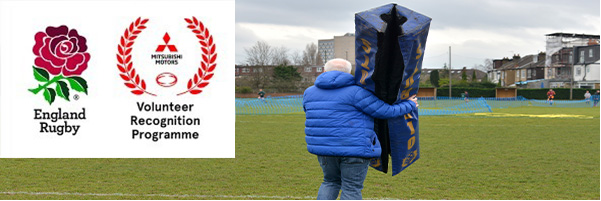 England
Rugby
MITSUBISHI
MOTORS
Volunteer
Recognition
Programme